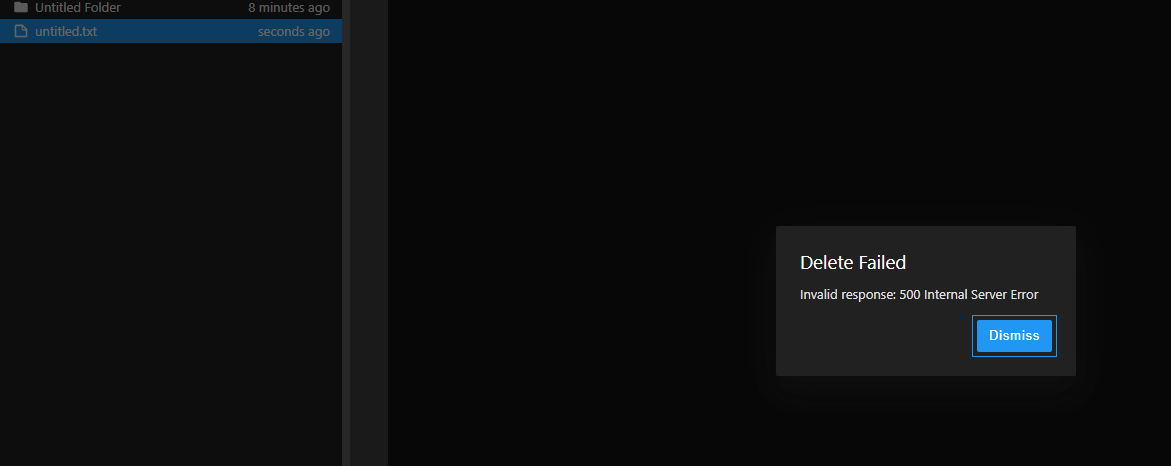 Untitled Folder 8 minutes ago
untitled.txt seconds ago
Delete Failed
Invalid response: 500 Internal Server Error
Dismiss